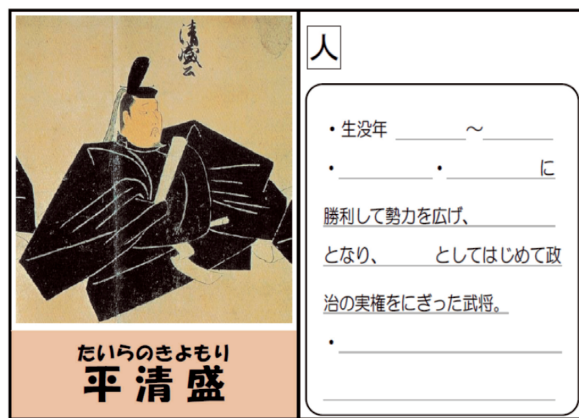 清盛公
たいらのきよもり
平清盛
人
・生没年 ~
・ ・ に
勝利して勢力を広げ、
となり、 としてはじめて政
治の実権をにぎった武将。
・